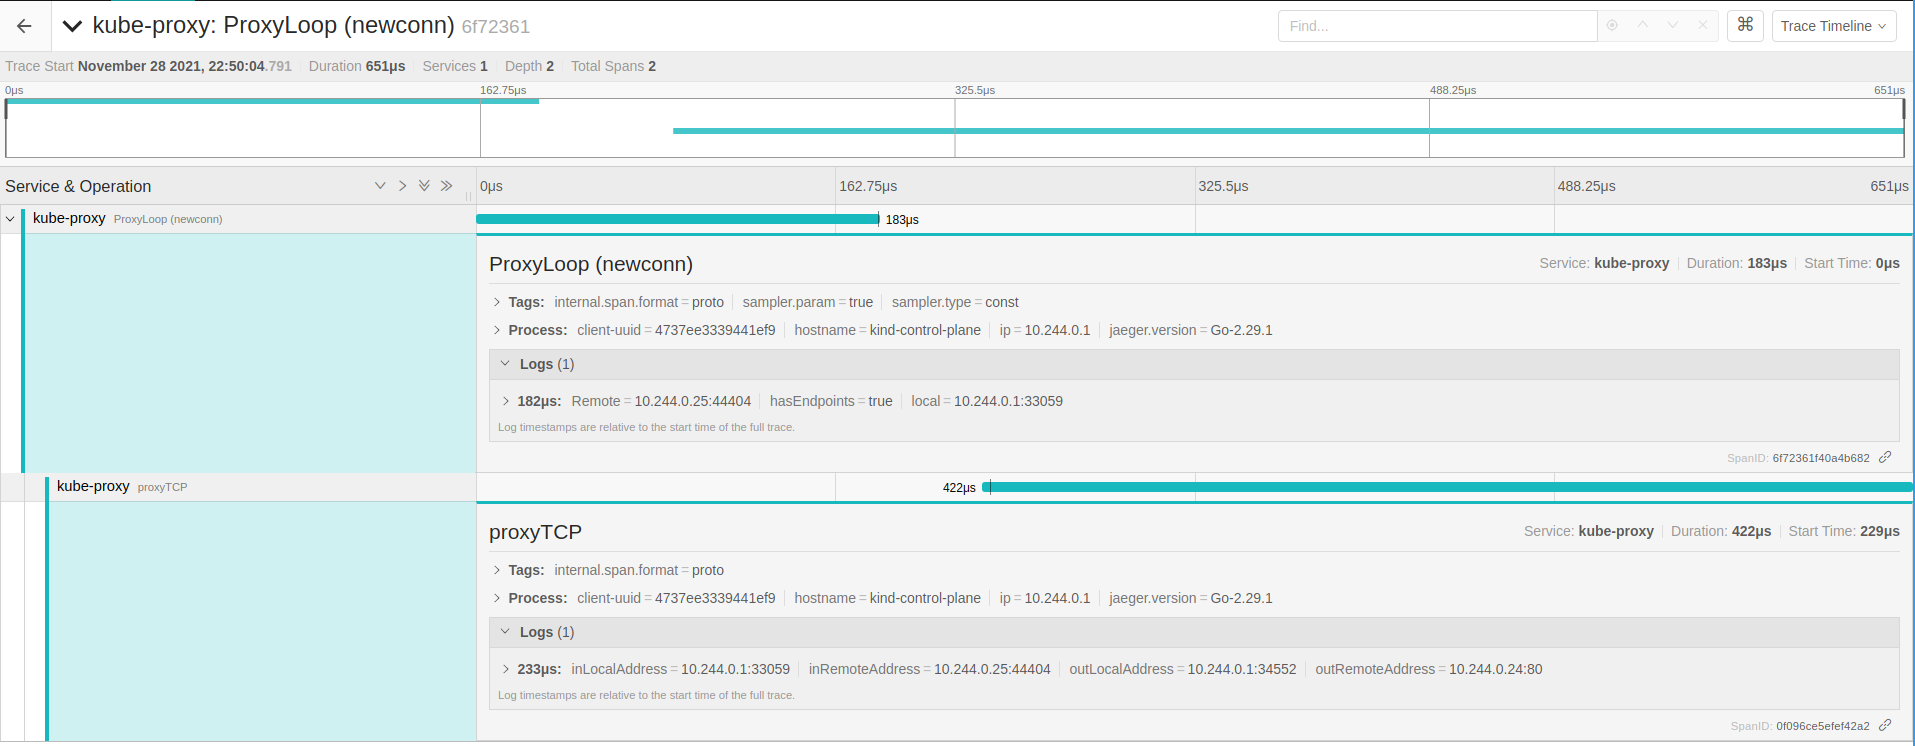 kube-proxy: ProxyLoop (newconn) 6f72361 Find... ⌘ Trace Timeline
Trace Start November 28 2021, 22:50:04.791 Duration 651μs Services 1 Depth 2 Total Spans 2
0μs 162.75μs 325.5μs 488.25μs 651μs
Service & Operation 0μs 162.75μs 325.5μs 488.25μs 651μs
kube-proxy ProxyLoop (newconn) 183μs
ProxyLoop (newconn) Service: kube-proxy Duration: 183μs Start Time: 0μs
Tags: internal.span.format = proto sampler.param = true sampler.type = const
Process: client-uuid = 4737ee3339441ef9 hostname = kind-control-plane ip = 10.244.0.1 jaeger.version = Go-2.29.1
Logs (1)
182μs: Remote = 10.244.0.25:44404 hasEndpoints = true local = 10.244.0.1:33059
Log timestamps are relative to the start time of the full trace.
SpanID: 6f72361f40a4b682
kube-proxy proxyTCP 422μs
proxyTCP Service: kube-proxy Duration: 422μs Start Time: 229μs
Tags: internal.span.format = proto
Process: client-uuid = 4737ee3339441ef9 hostname = kind-control-plane ip = 10.244.0.1 jaeger.version = Go-2.29.1
Logs (1)
233μs: inLocalAddress = 10.244.0.1:33059 inRemoteAddress = 10.244.0.25:44404 outLocalAddress = 10.244.0.1:34552 outRemoteAddress = 10.244.0.24:80
Log timestamps are relative to the start time of the full trace.
SpanID: 0f096ce5efef42a2